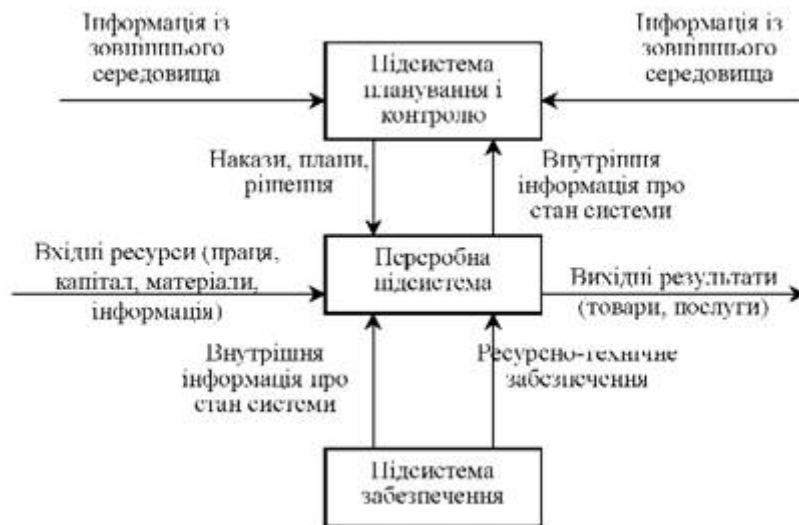 Інформація із
зовнішнього
середовища
Підсистема
планування і
контролю
Інформація із
зовнішнього
середовища
Накази, плани,
рішення
Внутрішня
інформація про
стан системи
Вхідні ресурси (праця,
капітал, матеріали,
інформація)
Переробна
підсистема
Вихідні результати
(товари, послуги)
Внутрішня
інформація про
стан системи
Ресурсно-технічне
забезпечення
Підсистема
забезпечення